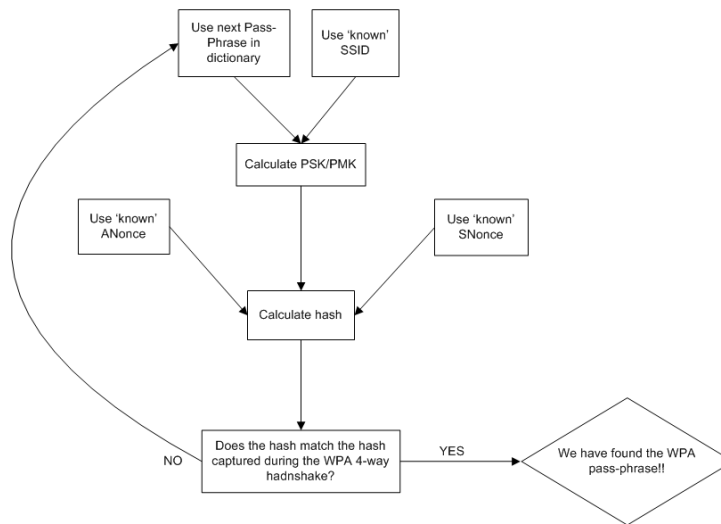 Use next Pass-
Phrase in
dictionary
Use ‘known’
SSID
Calculate PSK/PMK
Use ‘known’
ANonce
Use ‘known’
SNonce
Calculate hash
Does the hash match the hash
captured during the WPA 4-way
hadnshake?
NO
YES
We have found the WPA
pass-phrase!!